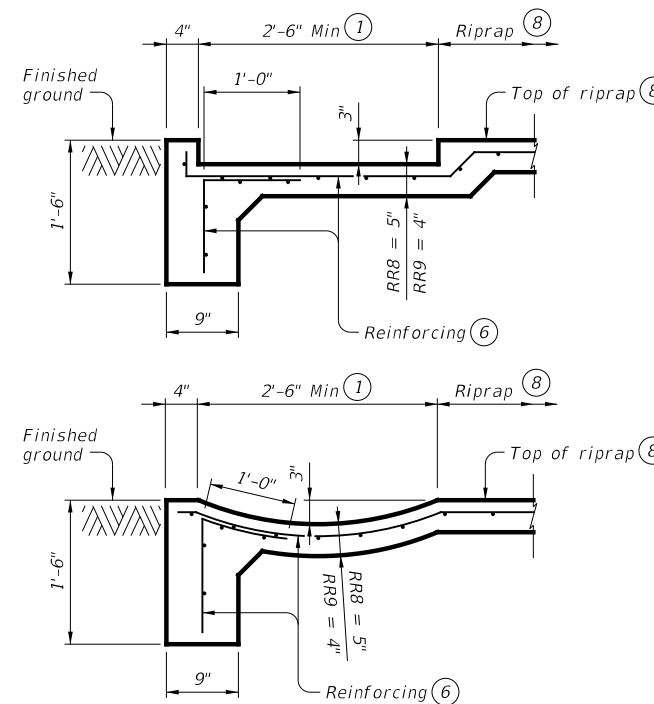 4" 2'-6" Min 1 Riprap 8
Finished
ground
1'-0"
3"
Top of riprap 8
1'-6"
RR8 = 5"
RR9 = 4"
9"
Reinforcing 6
4" 2'-6" Min 1 Riprap 8
Finished
ground
1'-0"
3"
Top of riprap 8
1'-6"
RR8 = 5"
RR9 = 4"
9"
Reinforcing 6